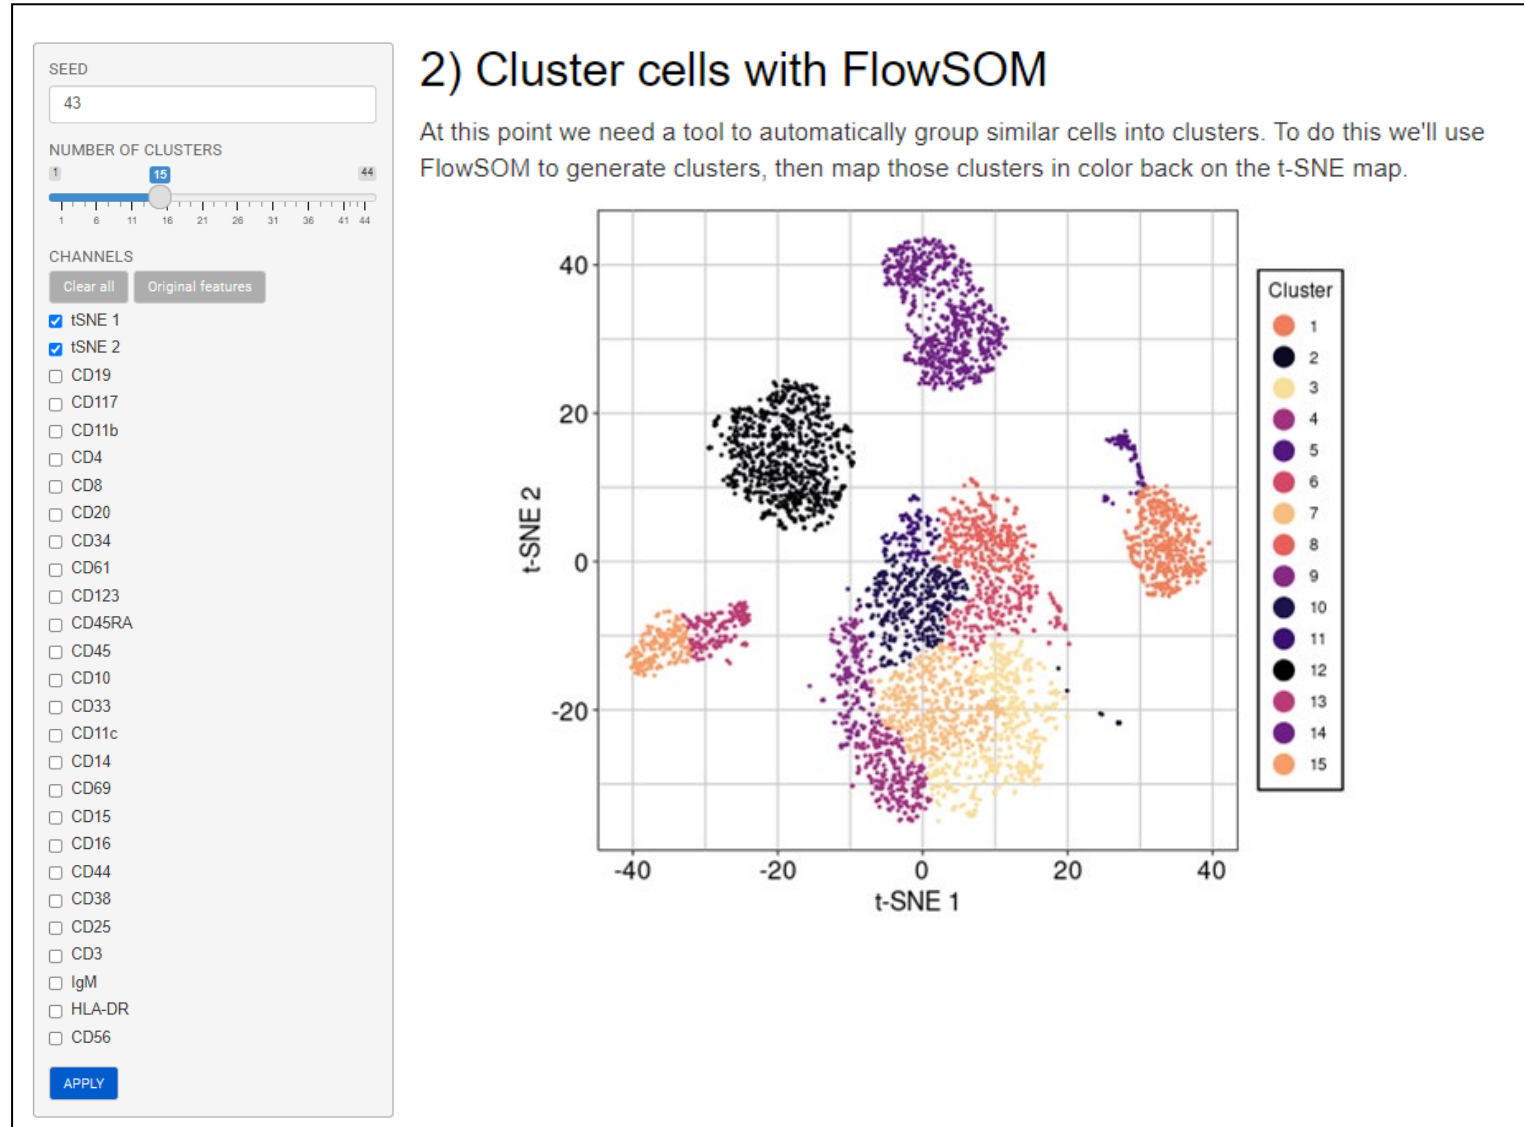 SEED
43
NUMBER OF CLUSTERS
1 15 44
1 6 11 16 21 26 31 36 41 44
CHANNELS
Clear all Original features
tSNE 1
tSNE 2
CD19
CD117
CD11b
CD4
CD8
CD20
CD34
CD61
CD123
CD45RA
CD45
CD10
CD33
CD11c
CD14
CD69
CD15
CD16
CD44
CD38
CD25
CD3
IgM
HLA-DR
CD56
APPLY
2) Cluster cells with FlowSOM
At this point we need a tool to automatically group similar cells into clusters. To do this we'll use
FlowSOM to generate clusters, then map those clusters in color back on the t-SNE map.
t-SNE 2
40
20
0
-20
-40 -20 0 20 40
t-SNE 1
Cluster
1
2
3
4
5
6
7
8
9
10
11
12
13
14
15